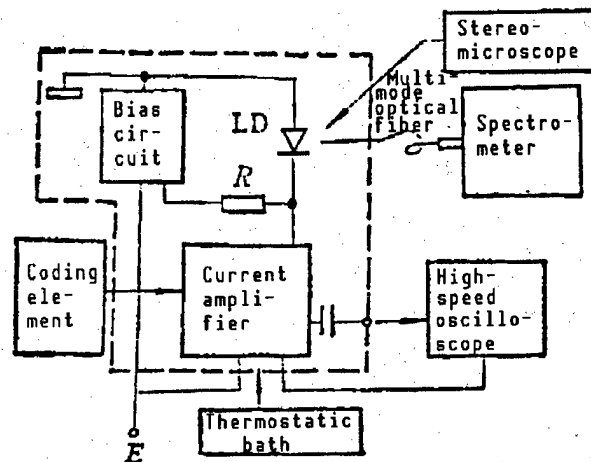 Stereo-
microscope
Multi-
mode
optical
fiber
Spectro-
meter
Bias
cir-
cuit
LD
R
Coding
ele-
ment
Current
ampli-
fier
High-
speed
oscillo-
scope
Thermostatic
bath
E